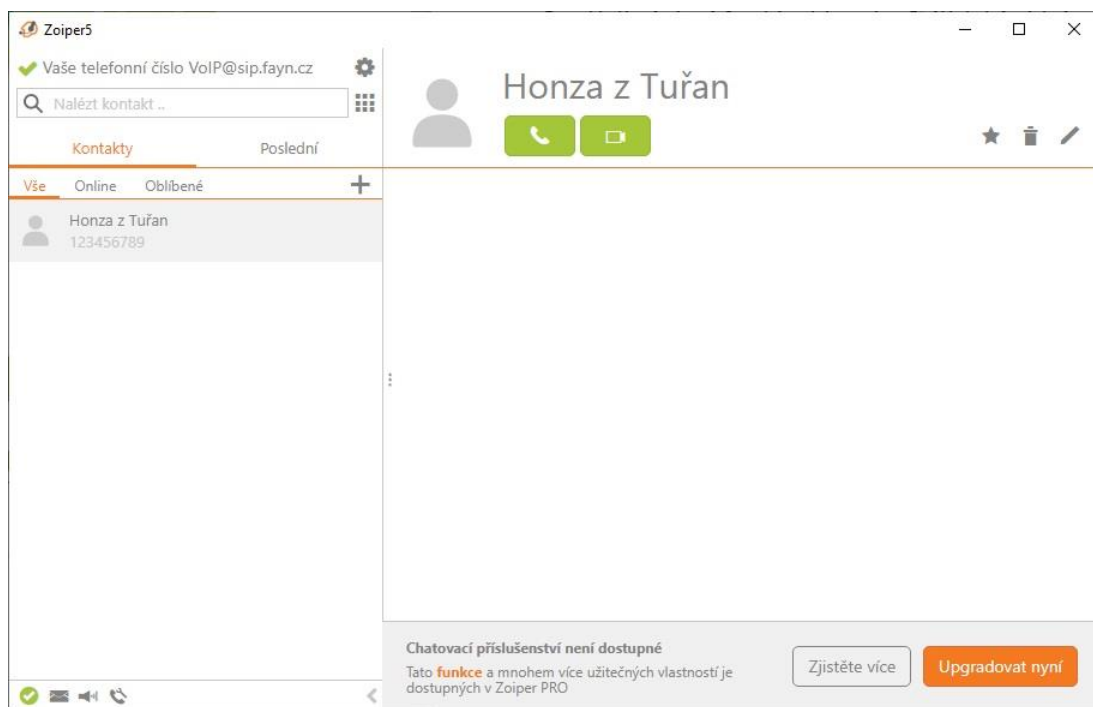 Zoiper5
Vaše telefonní číslo VoIP@sip.fayn.cz
Nalézt kontakt ..
Kontakty
Poslední
Vše
Online
Oblíbené
Honza z Tuřan
123456789
Honza z Tuřan
Chatovací příslušenství není dostupné
Tato funkce a mnohem více užitečných vlastností je
dostupných v Zoiper PRO
Zjistěte více
Upgradovat nyní